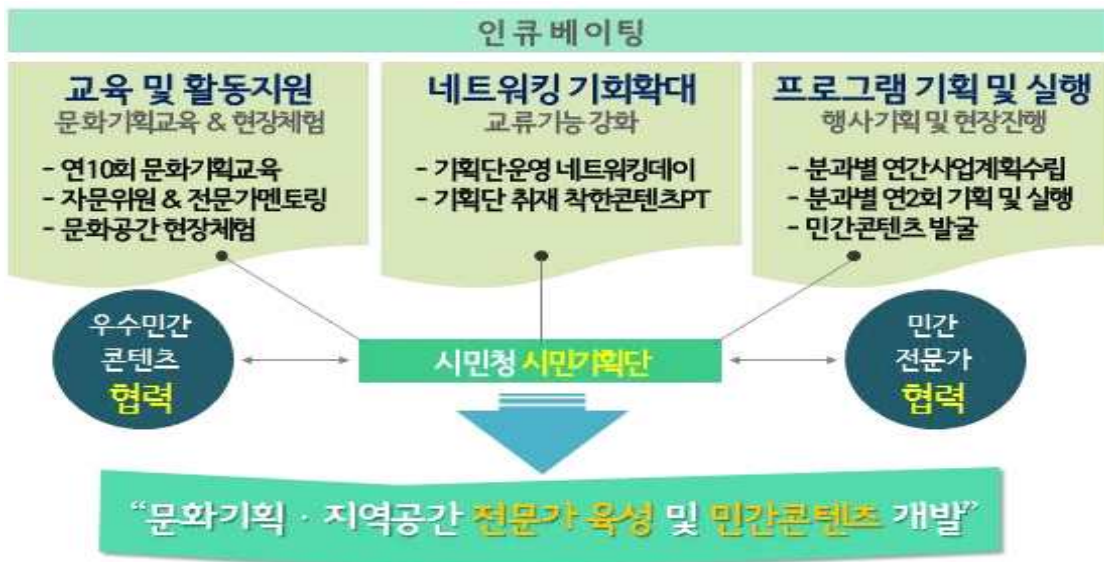 인큐베이팅
교육 및 활동지원
문화기획교육 & 현장체험
- 연10회 문화기획교육
- 자문위원 & 전문가멘토링
- 문화공간 현장체험
네트워킹 기회확대
교류기능 강화
- 기획단운영 네트워킹데이
- 기획단 취재 착한콘텐츠PT
프로그램 기획 및 실행
행사기획 및 현장진행
- 분과별 연간사업계획수립
- 분과별 연2회 기획 및 실행
- 민간콘텐츠 발굴
우수민간
콘텐츠
협력
시민청 시민기획단
민간
전문가
협력
“문화기획 · 지역공간 전문가 육성 및 민간콘텐츠 개발”